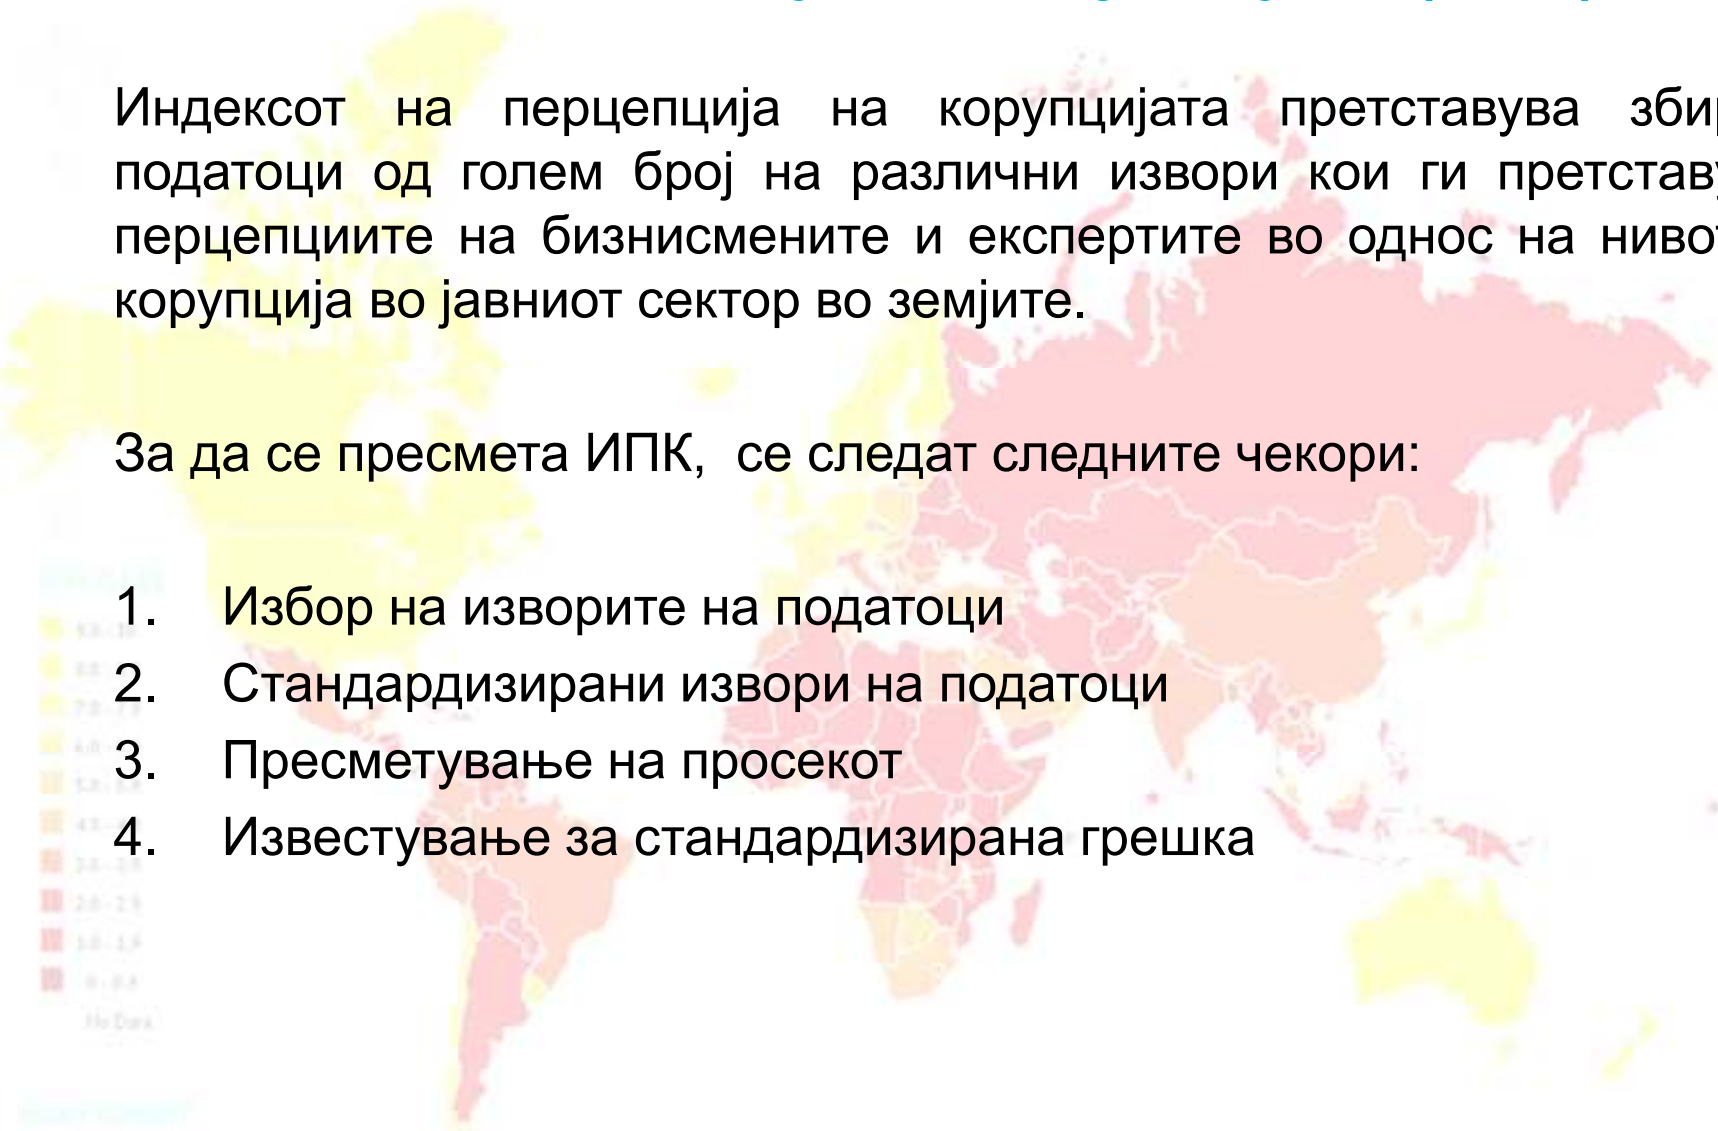 Индексот на перцепција на корупцијата претставува
податоци од голем број на различни извори кои ги
перцепциите на бизнисмените и експертите во однос на
корупција во јавниот сектор во земјите.
За да се пресмета ИПК, се следат следните чекори:
1. Избор на изворите на податоци
2. Стандардизирани извори на податоци
3. Пресметување на просекот
4. Известување за стандардизирана грешка
No Data